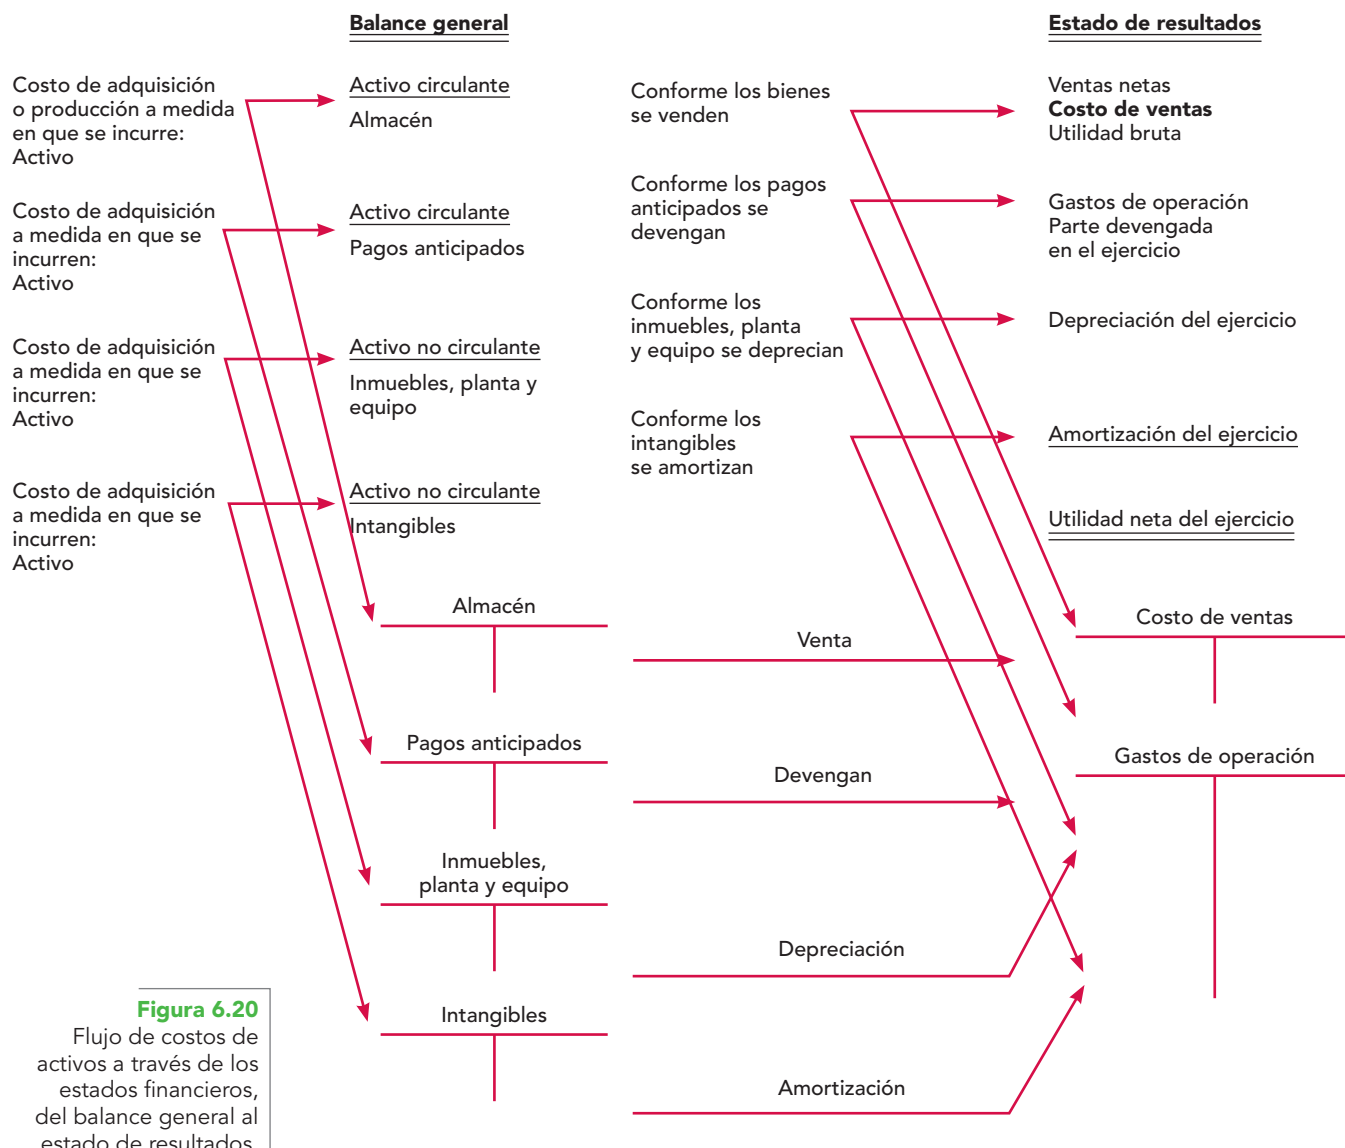 Balance general
Estado de resultados
Costo de adquisición
o producción a medida
en que se incurre:
Activo
Activo circulante
Almacén
Conforme los bienes
se venden
Ventas netas
Costo de ventas
Utilidad bruta
Costo de adquisición
a medida en que se
incurren:
Activo
Activo circulante
Pagos anticipados
Conforme los pagos
anticipados se
devengan
Gastos de operación
Parte devengada
en el ejercicio
Costo de adquisición
a medida en que se
incurren:
Activo
Activo no circulante
Inmuebles, planta y
equipo
Conforme los
inmuebles, planta
y equipo se deprecian
Depreciación del ejercicio
Costo de adquisición
a medida en que se
incurren:
Activo
Activo no circulante
Intangibles
Conforme los
intangibles
se amortizan
Amortización del ejercicio
Utilidad neta del ejercicio
Almacén
Venta
Costo de ventas
Pagos anticipados
Devengan
Gastos de operación
Inmuebles,
planta y equipo
Depreciación
Intangibles
Amortización
Figura 6.20
Flujo de costos de
activos a través de los
estados financieros,
del balance general al
estado de resultados.